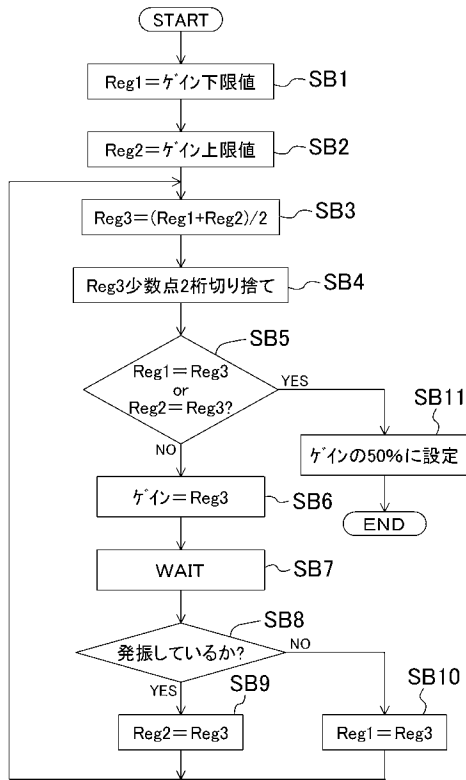 START
Reg1=ゲイン下限値
SB1
Reg2=ゲイン上限値
SB2
Reg3=(Reg1+Reg2)/2
SB3
Reg3少数点2桁切り捨て
SB4
SB5
Reg1=Reg3
or
Reg2=Reg3?
YES
NO
SB11
ゲインの50%に設定
END
ゲイン=Reg3
SB6
WAIT
SB7
SB8
発振しているか?
NO
YES
SB9
Reg2=Reg3
SB10
Reg1=Reg3